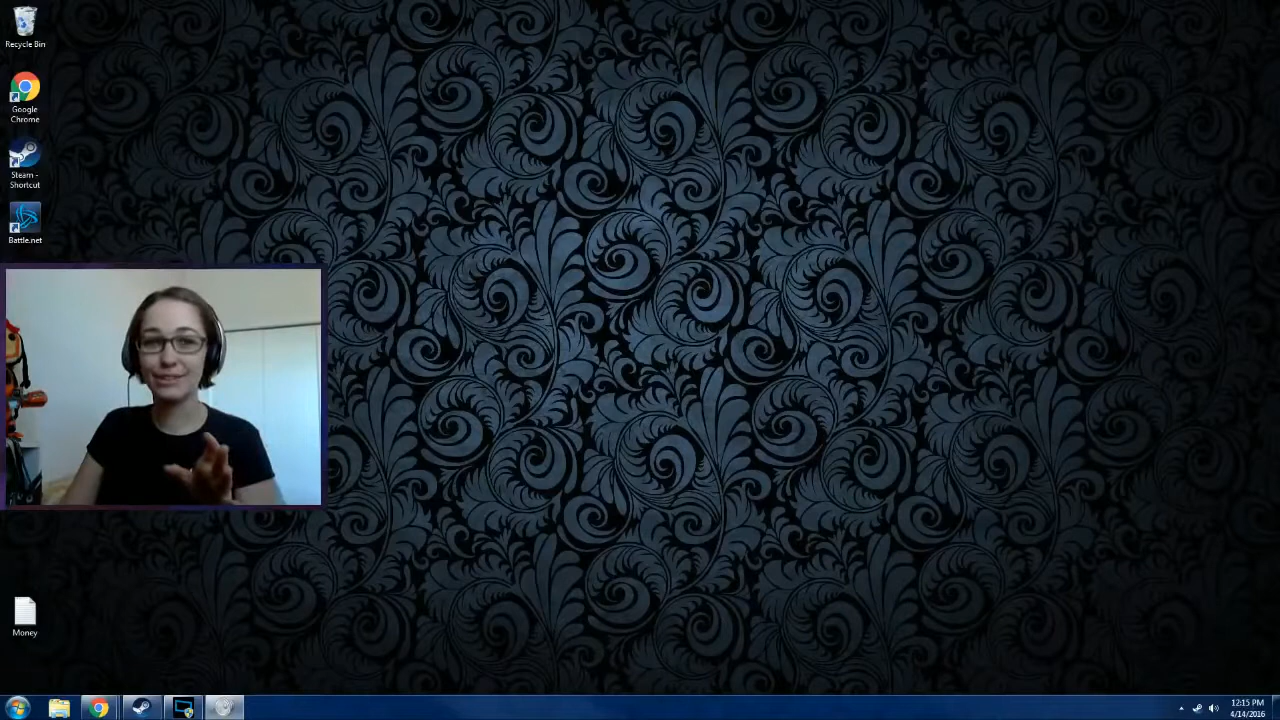 Recycle Bin
Google
Chrome
Steam -
Shortcut
Battle.net
Money
12:15 PM
4/14/2016